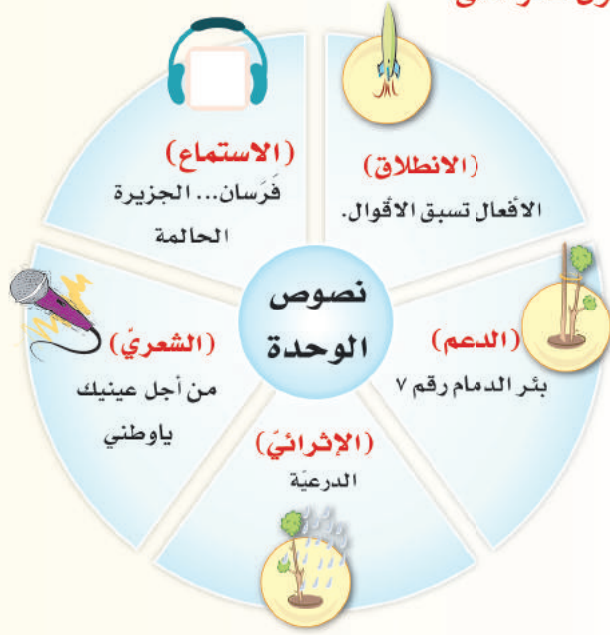 نصوص
الوحدة
(الانطلاق)
الأفعال تسبق الأقوال.
(الدعم)
بئر الدمام رقم ٧
(الإثرائيّ)
الدرعيّة
(الشعريّ)
من أجل عينيك
ياوطني
(الاستماع)
فَرَسان... الجزيرة
الحالمة